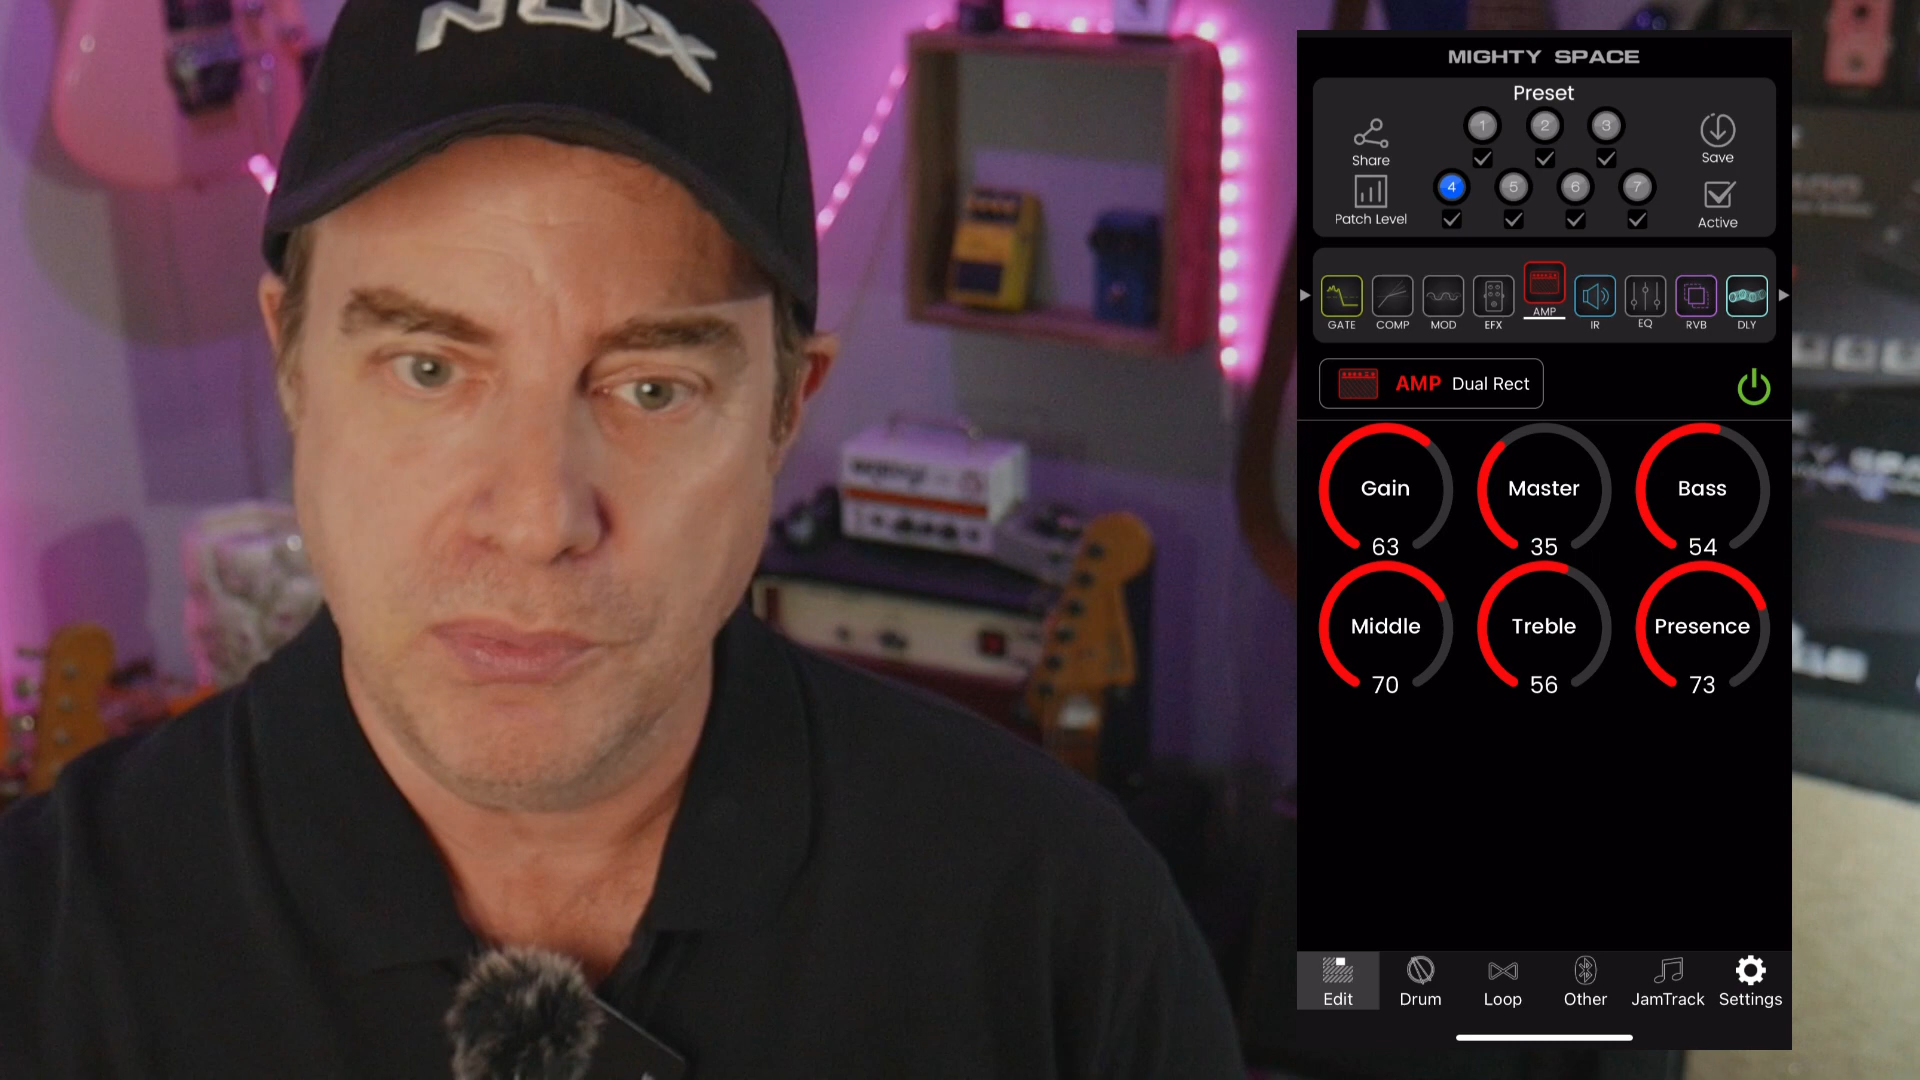 NUX
MIGHTY SPACE
Preset
1 2 3
Share
Save
4 5 6 7
Patch Level
Active
GATE COMP MOD EFX AMP IR EQ RVB DLY
AMP Dual Rect
Gain Master Bass
63 35 54
Middle Treble Presence
70 56 73
Edit Drum Loop Other JamTrack Settings